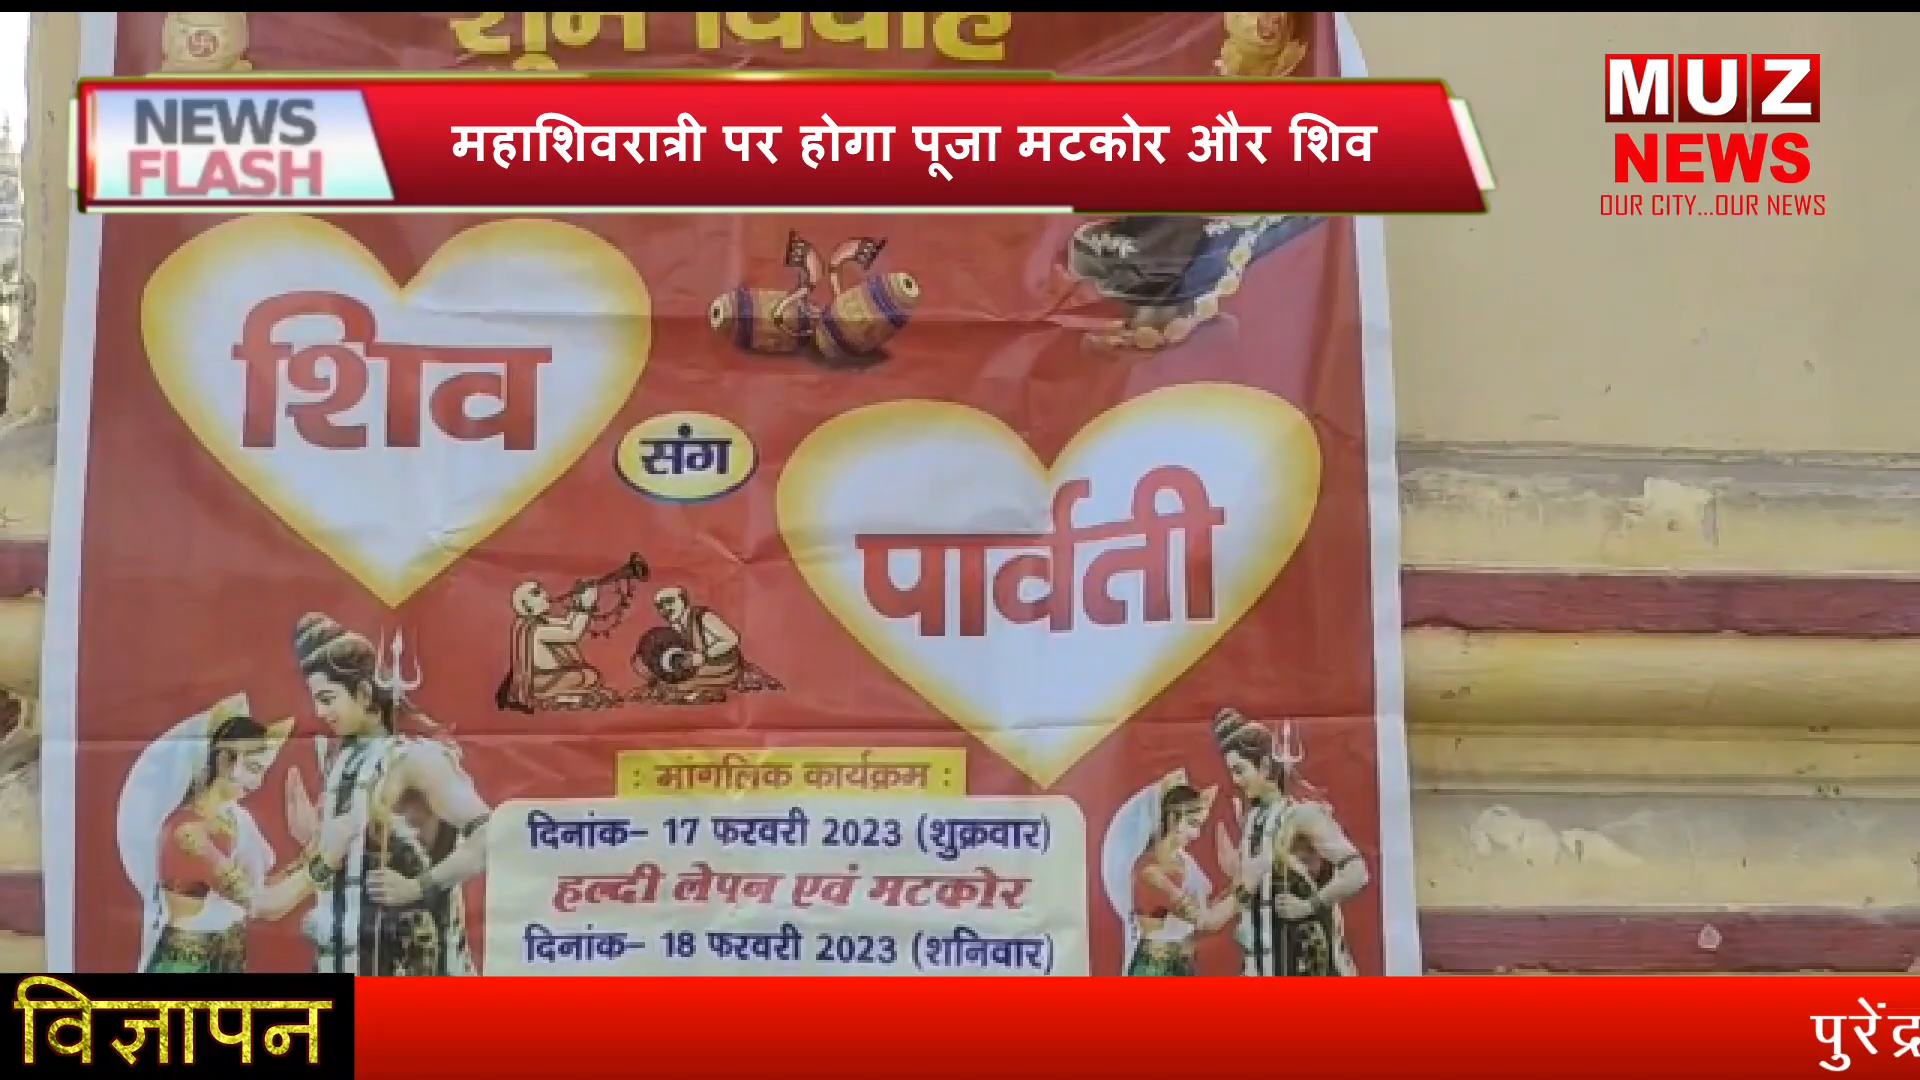 शुभ विवाह
NEWS
FLASH
महाशिवरात्री पर होगा पूजा मटकोर और शिव
MUZ
NEWS
OUR CITY...OUR NEWS
शिव
संग
पार्वती
: मांगलिक कार्यक्रम :
दिनांक- 17 फरवरी 2023 (शुक्रवार)
हल्दी लेपन एवं मटकोर
दिनांक- 18 फरवरी 2023 (शनिवार)
विज्ञापन
पुरेंद्र